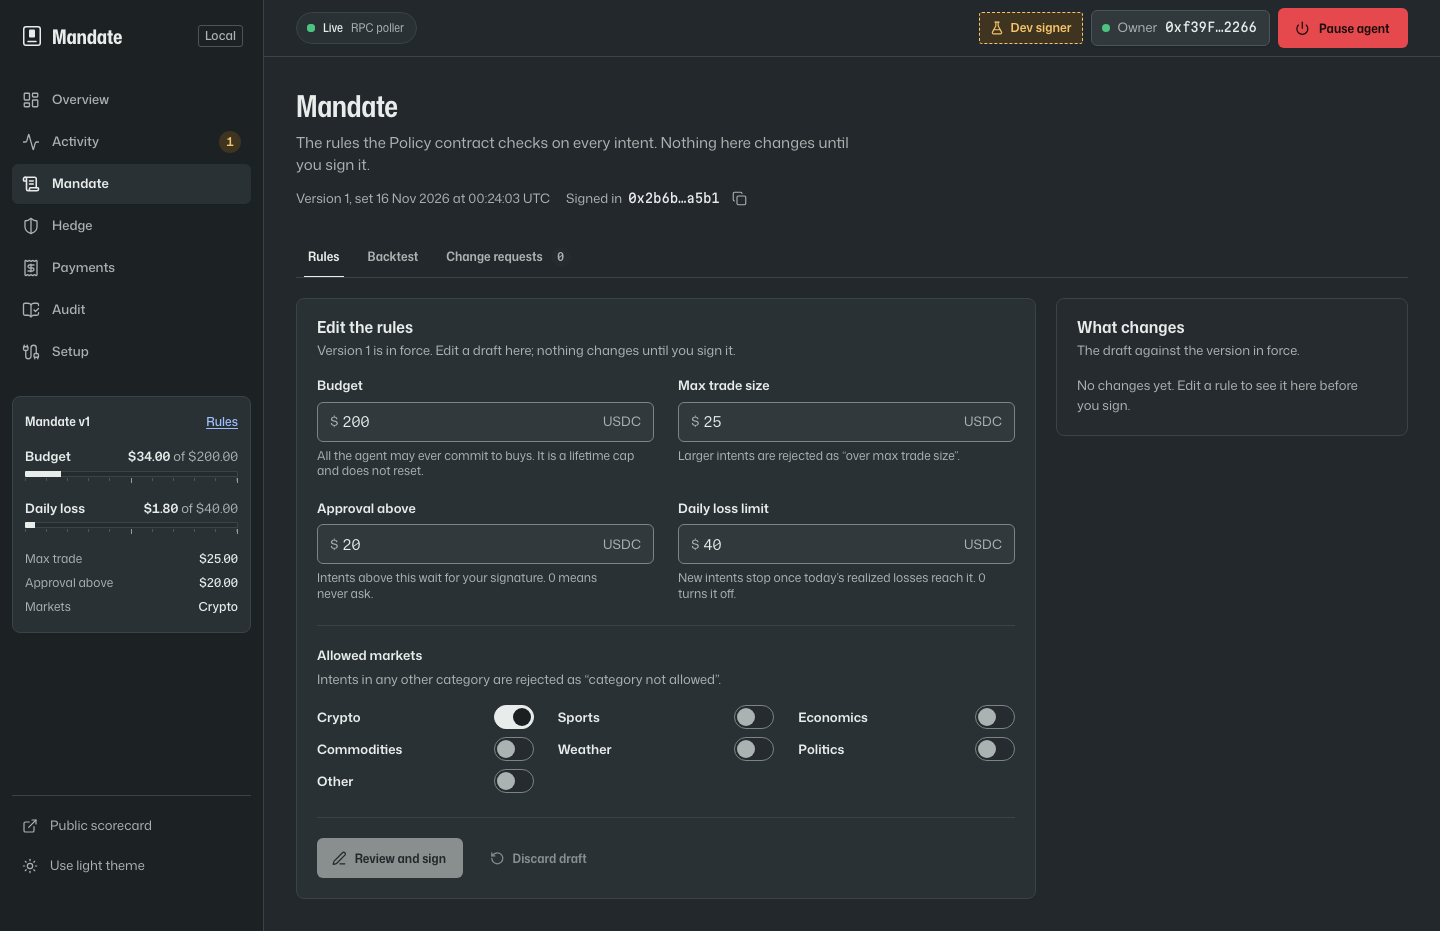 Mandate
Local
Overview
Activity 1
Mandate
Hedge
Payments
Audit
Setup
Mandate v1 Rules
Budget $34.00 of $200.00
Daily loss $1.80 of $40.00
Max trade $25.00
Approval above $20.00
Markets Crypto
Public scorecard
Use light theme
Live RPC poller
Dev signer
Owner 0xf39F…2266
Pause agent
Mandate
The rules the Policy contract checks on every intent. Nothing here changes until
you sign it.
Version 1, set 16 Nov 2026 at 00:24:03 UTC Signed in 0x2b6b…a5b1
Rules Backtest Change requests 0
Edit the rules
Version 1 is in force. Edit a draft here; nothing changes until you sign it.
Budget
$ 200 USDC
All the agent may ever commit to buys. It is a lifetime cap
and does not reset.
Max trade size
$ 25 USDC
Larger intents are rejected as “over max trade size”.
Approval above
$ 20 USDC
Intents above this wait for your signature. 0 means
never ask.
Daily loss limit
$ 40 USDC
New intents stop once today’s realized losses reach it. 0
turns it off.
Allowed markets
Intents in any other category are rejected as “category not allowed”.
Crypto Sports Economics
Commodities Weather Politics
Other
Review and sign Discard draft
What changes
The draft against the version in force.
No changes yet. Edit a rule to see it here before
you sign.